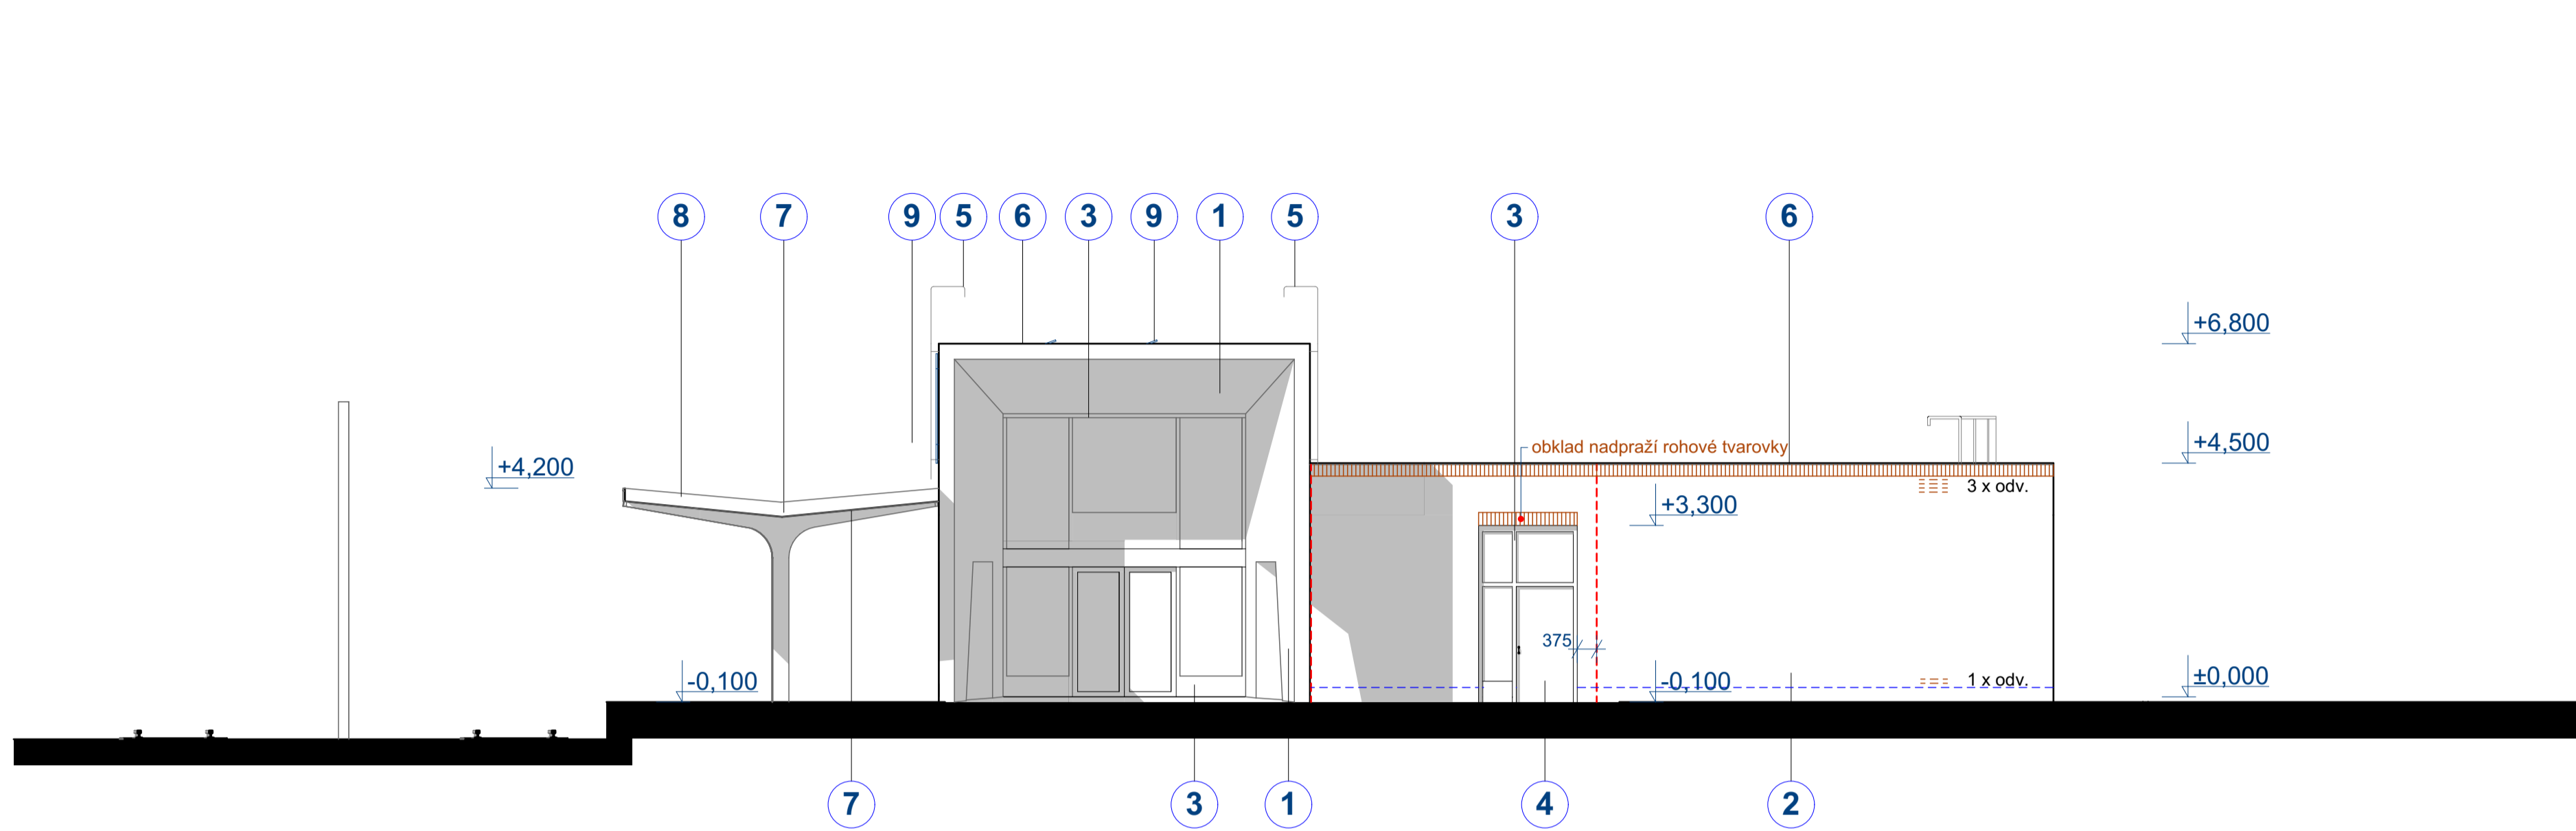 8 7 9 5 6 3 9 1 5 3 6
+6,800
obklad nadpraží rohové tvarovky
+4,500
+4,200
3 x odv.
+3,300
375
-0,100
-0,100
1 x odv.
±0,000
7 3 1 4 2